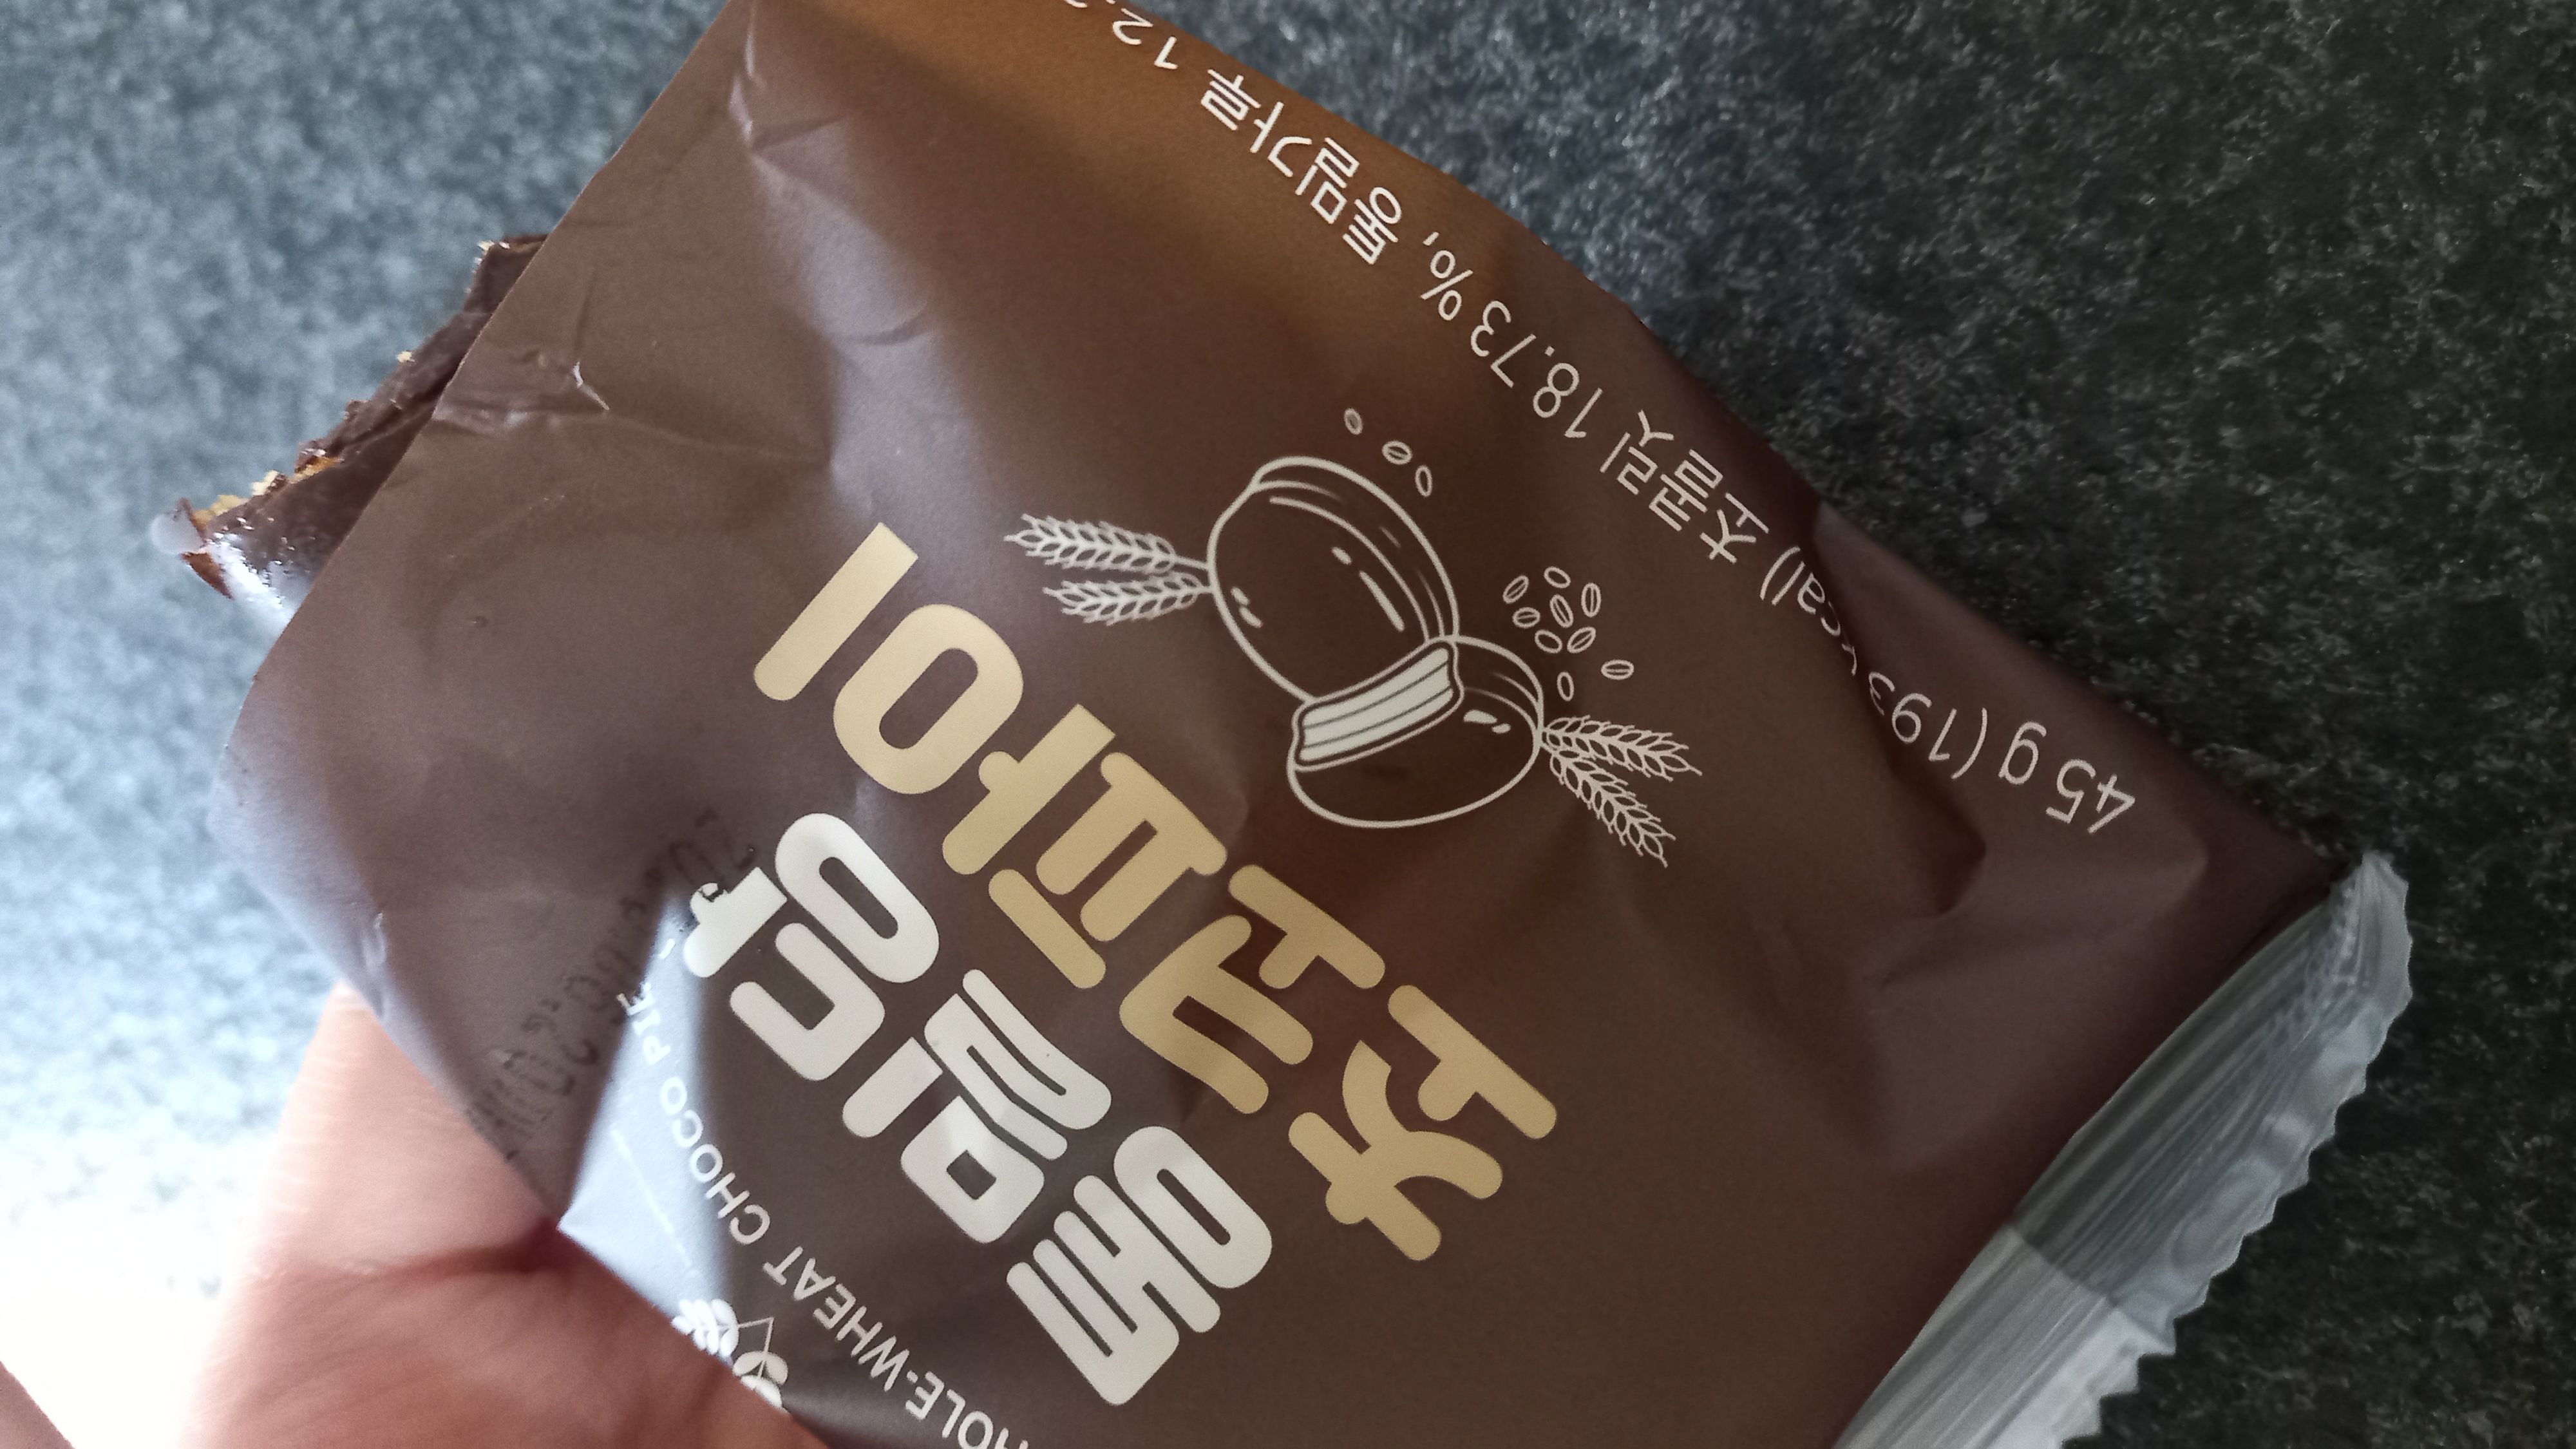 WHOLE-WHEAT CHOCO PIE
통밀당
초코파이
45 g (193 kcal) 초콜릿 18.73 %, 통밀가루 12.